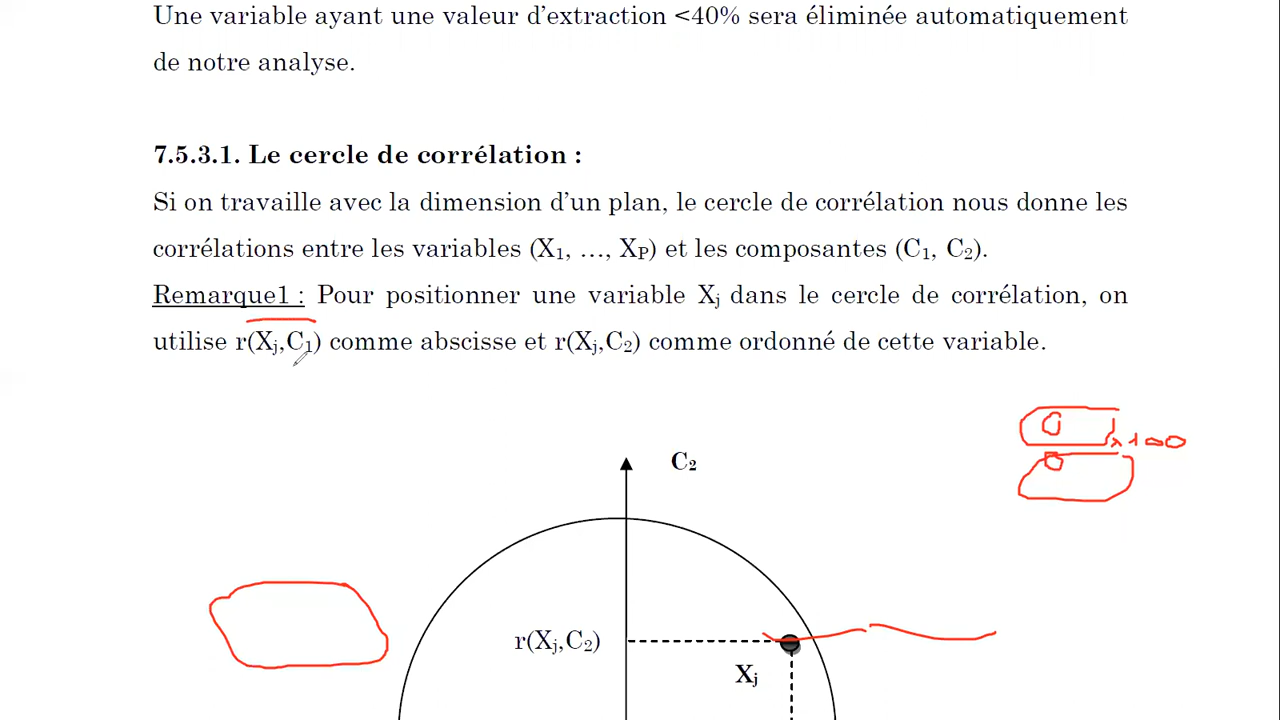 Une variable ayant une valeur d'extraction <40% sera éliminée automatiquement
de notre analyse.
7.5.3.1. Le cercle de corrélation :
Si on travaille avec la dimension d'un plan, le cercle de corrélation nous donne les
corrélations entre les variables (X₁, …, X_P) et les composantes (C₁, C₂).
Remarque1 : Pour positionner une variable Xⱼ dans le cercle de corrélation, on
utilise r(Xⱼ,C₁) comme abscisse et r(Xⱼ,C₂) comme ordonné de cette variable.
C₂
r(Xⱼ,C₂)
Xⱼ